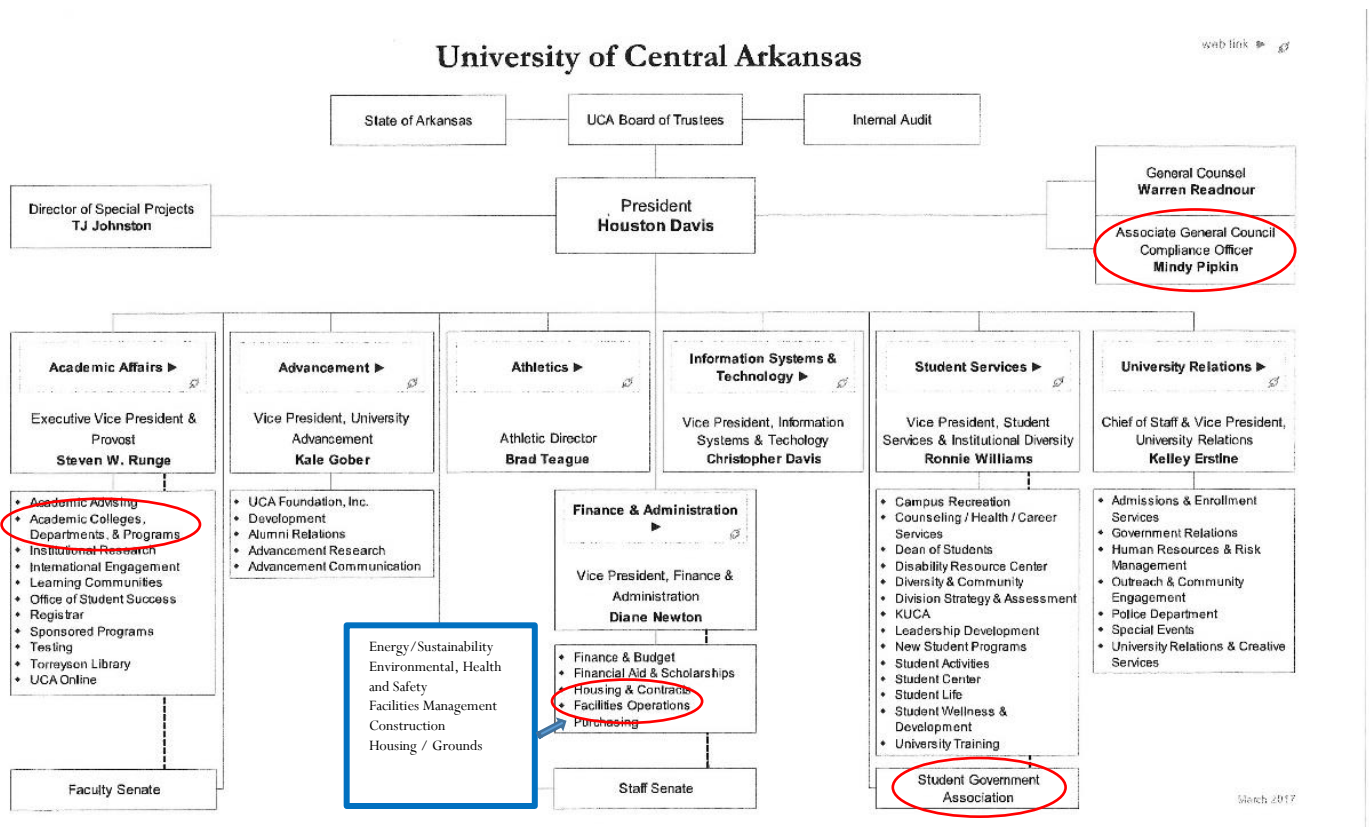 web link
University of Central Arkansas
State of Arkansas
UCA Board of Trustees
Internal Audit
General Counsel
Warren Readnour
Associate General Council
Compliance Officer
Mindy Pipkin
Director of Special Projects
TJ Johnston
President
Houston Davis
Academic Affairs ►
Executive Vice President &
Provost
Steven W. Runge
Academic Advising
Academic Colleges,
Departments, & Programs
Institutional Research
International Engagement
Learning Communities
Office of Student Success
Registrar
Sponsored Programs
Testing
Torreyson Library
UCA Online
Faculty Senate
Advancement ►
Vice President, University
Advancement
Kale Gober
UCA Foundation, Inc.
Development
Alumni Relations
Advancement Research
Advancement Communication
Energy/Sustainability
Environmental, Health
and Safety
Facilities Management
Construction
Housing / Grounds
Athletics ►
Athletic Director
Brad Teague
Finance & Administration
►
Vice President, Finance &
Administration
Diane Newton
Finance & Budget
Financial Aid & Scholarships
Housing & Contracts
Facilities Operations
Purchasing
Staff Senate
Information Systems &
Technology ►
Vice President, Information
Systems & Techology
Christopher Davis
Student Services ►
Vice President, Student
Services & Institutional Diversity
Ronnie Williams
Campus Recreation
Counseling / Health / Career
Services
Dean of Students
Disability Resource Center
Diversity & Community
Division Strategy & Assessment
KUCA
Leadership Development
New Student Programs
Student Activities
Student Center
Student Life
Student Wellness &
Development
University Training
Student Government
Association
University Relations ►
Chief of Staff & Vice President,
University Relations
Kelley Erstine
Admissions & Enrollment
Services
Government Relations
Human Resources & Risk
Management
Outreach & Community
Engagement
Police Department
Special Events
University Relations & Creative
Services
March 2017